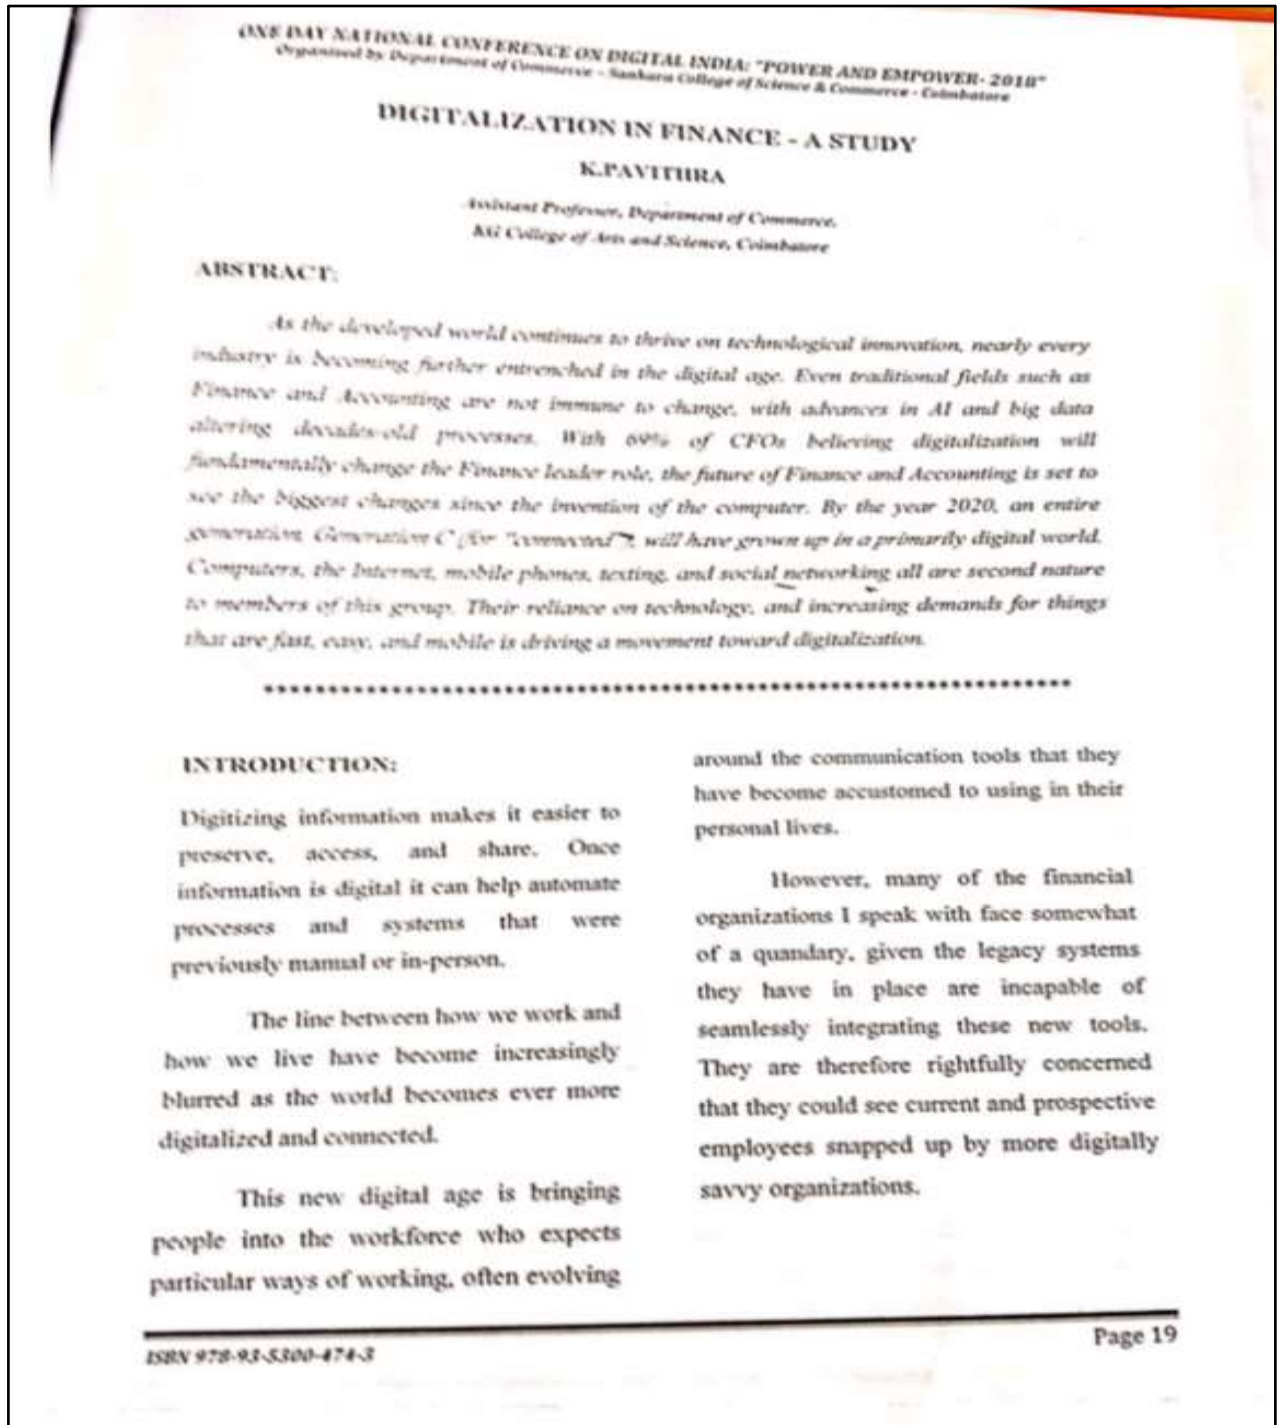 ONE DAY NATIONAL CONFERENCE ON DIGITAL INDIA: "POWER AND EMPOWER- 2018"
Organised by Department of Commerce - Sankara College of Science & Commerce - Coimbatore
DIGITALIZATION IN FINANCE - A STUDY
K.PAVITHRA
Assistant Professor, Department of Commerce,
KG College of Arts and Science, Coimbatore
ABSTRACT:
As the developed world continues to thrive on technological innovation, nearly every
industry is becoming further entrenched in the digital age. Even traditional fields such as
Finance and Accounting are not immune to change, with advances in AI and big data
altering decades-old processes. With 69% of CFOs believing digitalization will
fundamentally change the Finance leader role, the future of Finance and Accounting is set to
see the biggest changes since the invention of the computer. By the year 2020, an entire
generation, Generation C (for "connected"), will have grown up in a primarily digital world.
Computers, the Internet, mobile phones, texting, and social networking all are second nature
to members of this group. Their reliance on technology, and increasing demands for things
that are fast, easy, and mobile is driving a movement toward digitalization.
INTRODUCTION:
Digitizing information makes it easier to
preserve, access, and share. Once
information is digital it can help automate
processes and systems that were
previously manual or in-person.
The line between how we work and
how we live have become increasingly
blurred as the world becomes ever more
digitalized and connected.
This new digital age is bringing
people into the workforce who expects
particular ways of working, often evolving
around the communication tools that they
have become accustomed to using in their
personal lives.
However, many of the financial
organizations I speak with face somewhat
of a quandary, given the legacy systems
they have in place are incapable of
seamlessly integrating these new tools.
They are therefore rightfully concerned
that they could see current and prospective
employees snapped up by more digitally
savvy organizations.
ISBN 978-93-5300-474-3
Page 19